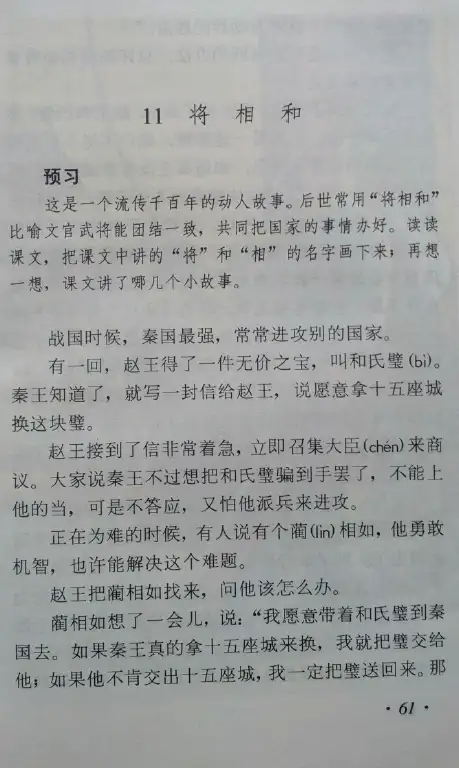 11 将相和
预习
这是一个流传千百年的动人故事。后世常用“将相和”
比喻文官武将能团结一致，共同把国家的事情办好。读读
课文，把课文中讲的“将”和“相”的名字画下来；再想
一想，课文讲了哪几个小故事。
战国时候，秦国最强，常常进攻别的国家。
有一回，赵王得了一件无价之宝，叫和氏璧(bì)。
秦王知道了，就写一封信给赵王，说愿意拿十五座城
换这块璧。
赵王接到了信非常着急，立即召集大臣(chén)来商
议。大家说秦王不过想把和氏璧骗到手罢了，不能上
他的当，可是不答应，又怕他派兵来进攻。
正在为难的时候，有人说有个蔺(lìn)相如，他勇敢
机智，也许能解决这个难题。
赵王把蔺相如找来，问他该怎么办。
蔺相如想了一会儿，说：“我愿意带着和氏璧到秦
国去。如果秦王真的拿十五座城来换，我就把璧交给
他；如果他不肯交出十五座城，我一定把璧送回来。那
·61·